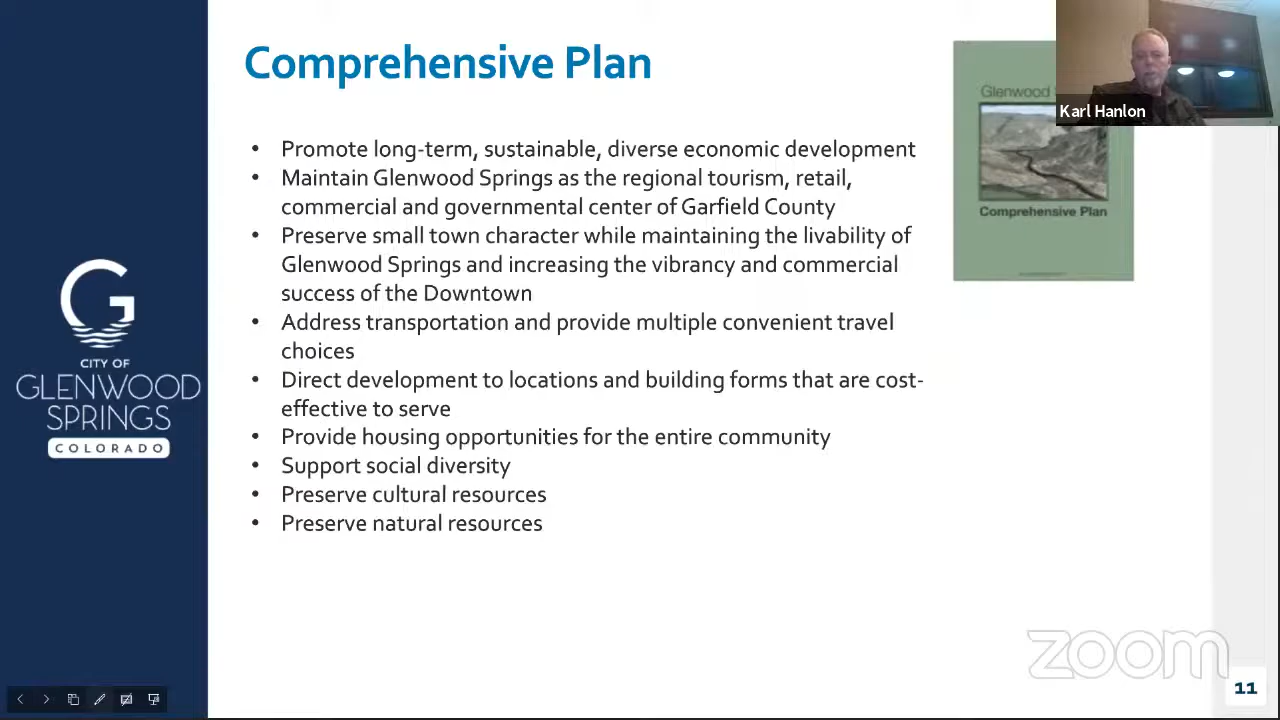 Comprehensive Plan
• Promote long-term, sustainable, diverse economic development
• Maintain Glenwood Springs as the regional tourism, retail,
commercial and governmental center of Garfield County
• Preserve small town character while maintaining the livability of
Glenwood Springs and increasing the vibrancy and commercial
success of the Downtown
• Address transportation and provide multiple convenient travel
choices
• Direct development to locations and building forms that are cost-
effective to serve
• Provide housing opportunities for the entire community
• Support social diversity
• Preserve cultural resources
• Preserve natural resources
Glenwood
Comprehensive Plan
Karl Hanlon
G
CITY OF
GLENWOOD
SPRINGS
COLORADO
zoom
11